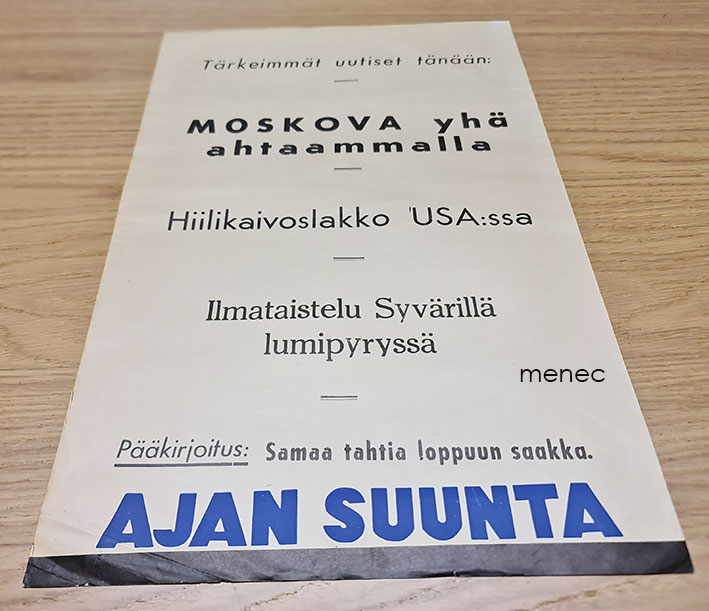 Tärkeimmät uutiset tänään:
MOSKOVA yhä
ahtaammalla
Hiilikaivoslakko 'USA:ssa
Ilmataistelu Syvärillä
lumipyryssä
menec
Pääkirjoitus: Samaa tahtia loppuun saakka.
AJAN SUUNTA